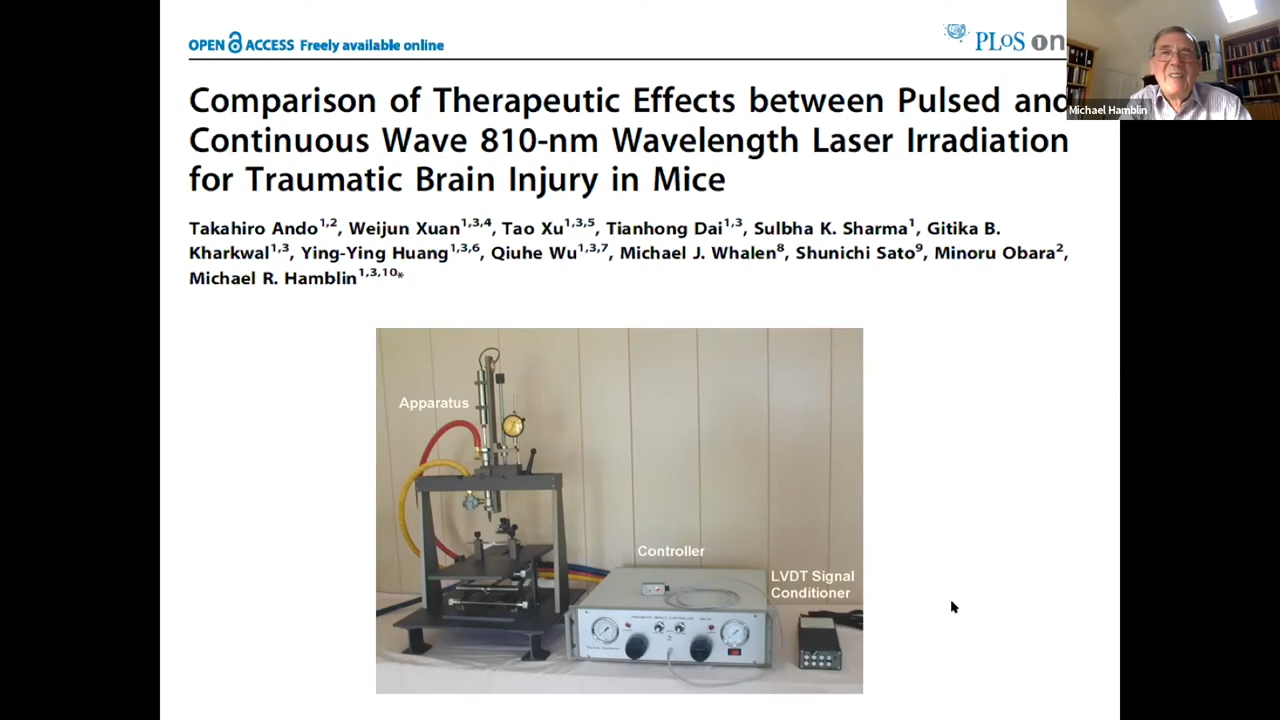 OPEN ACCESS Freely available online
PLoS on
Michael Hamblin
Comparison of Therapeutic Effects between Pulsed and
Continuous Wave 810-nm Wavelength Laser Irradiation
for Traumatic Brain Injury in Mice
Takahiro Ando1,2, Weijun Xuan1,3,4, Tao Xu1,3,5, Tianhong Dai1,3, Sulbha K. Sharma1, Gitika B.
Kharkwal1,3, Ying-Ying Huang1,3,6, Qiuhe Wu1,3,7, Michael J. Whalen8, Shunichi Sato9, Minoru Obara2,
Michael R. Hamblin1,3,10*
Apparatus
Controller
LVDT Signal
Conditioner